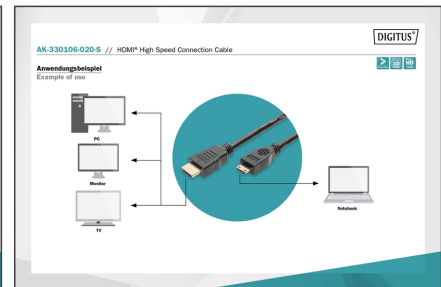 DIGITUS®
AK-330106-020-S // HDMI® High Speed Connection Cable
Anwendungsbeispiel
Example of use
PC
Monitor
TV
Notebook